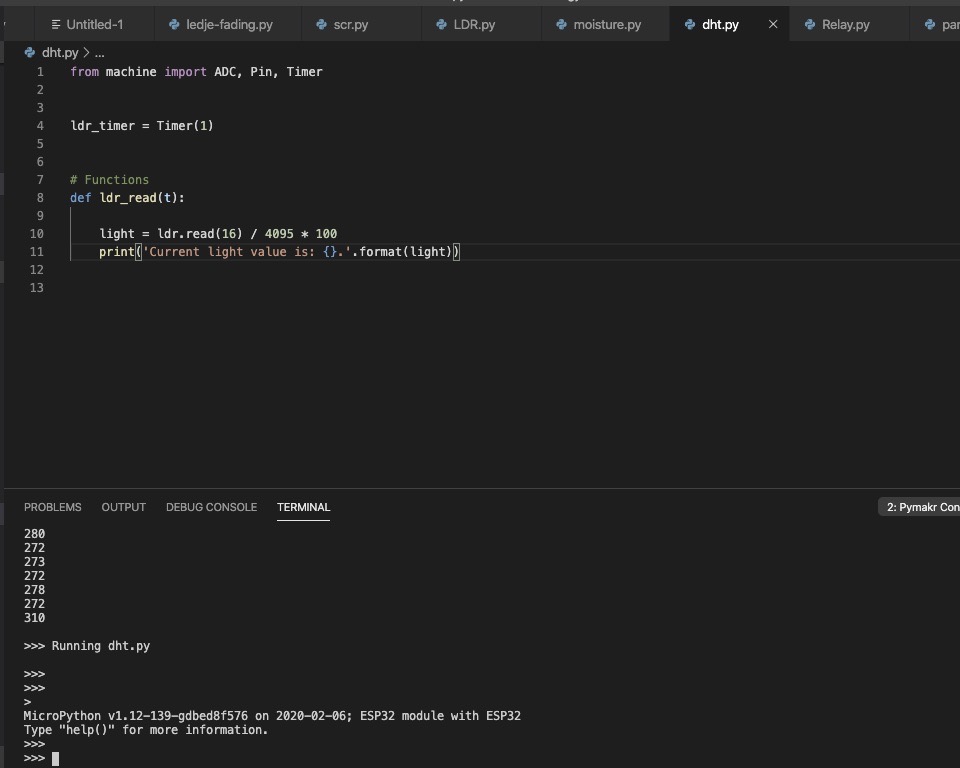 Untitled-1 ledje-fading.py scr.py LDR.py moisture.py dht.py × Relay.py
dht.py > ...
1 from machine import ADC, Pin, Timer
2
3
4 ldr_timer = Timer(1)
5
6
7 # Functions
8 def ldr_read(t):
9
10 light = ldr.read(16) / 4095 * 100
11 print('Current light value is: {}.'.format(light))
12
13
PROBLEMS OUTPUT DEBUG CONSOLE TERMINAL 2: Pymakr Con
280
272
273
272
278
272
310
>>> Running dht.py
>>>
>>>
>
MicroPython v1.12-139-gdbed8f576 on 2020-02-06; ESP32 module with ESP32
Type "help()" for more information.
>>>
>>>